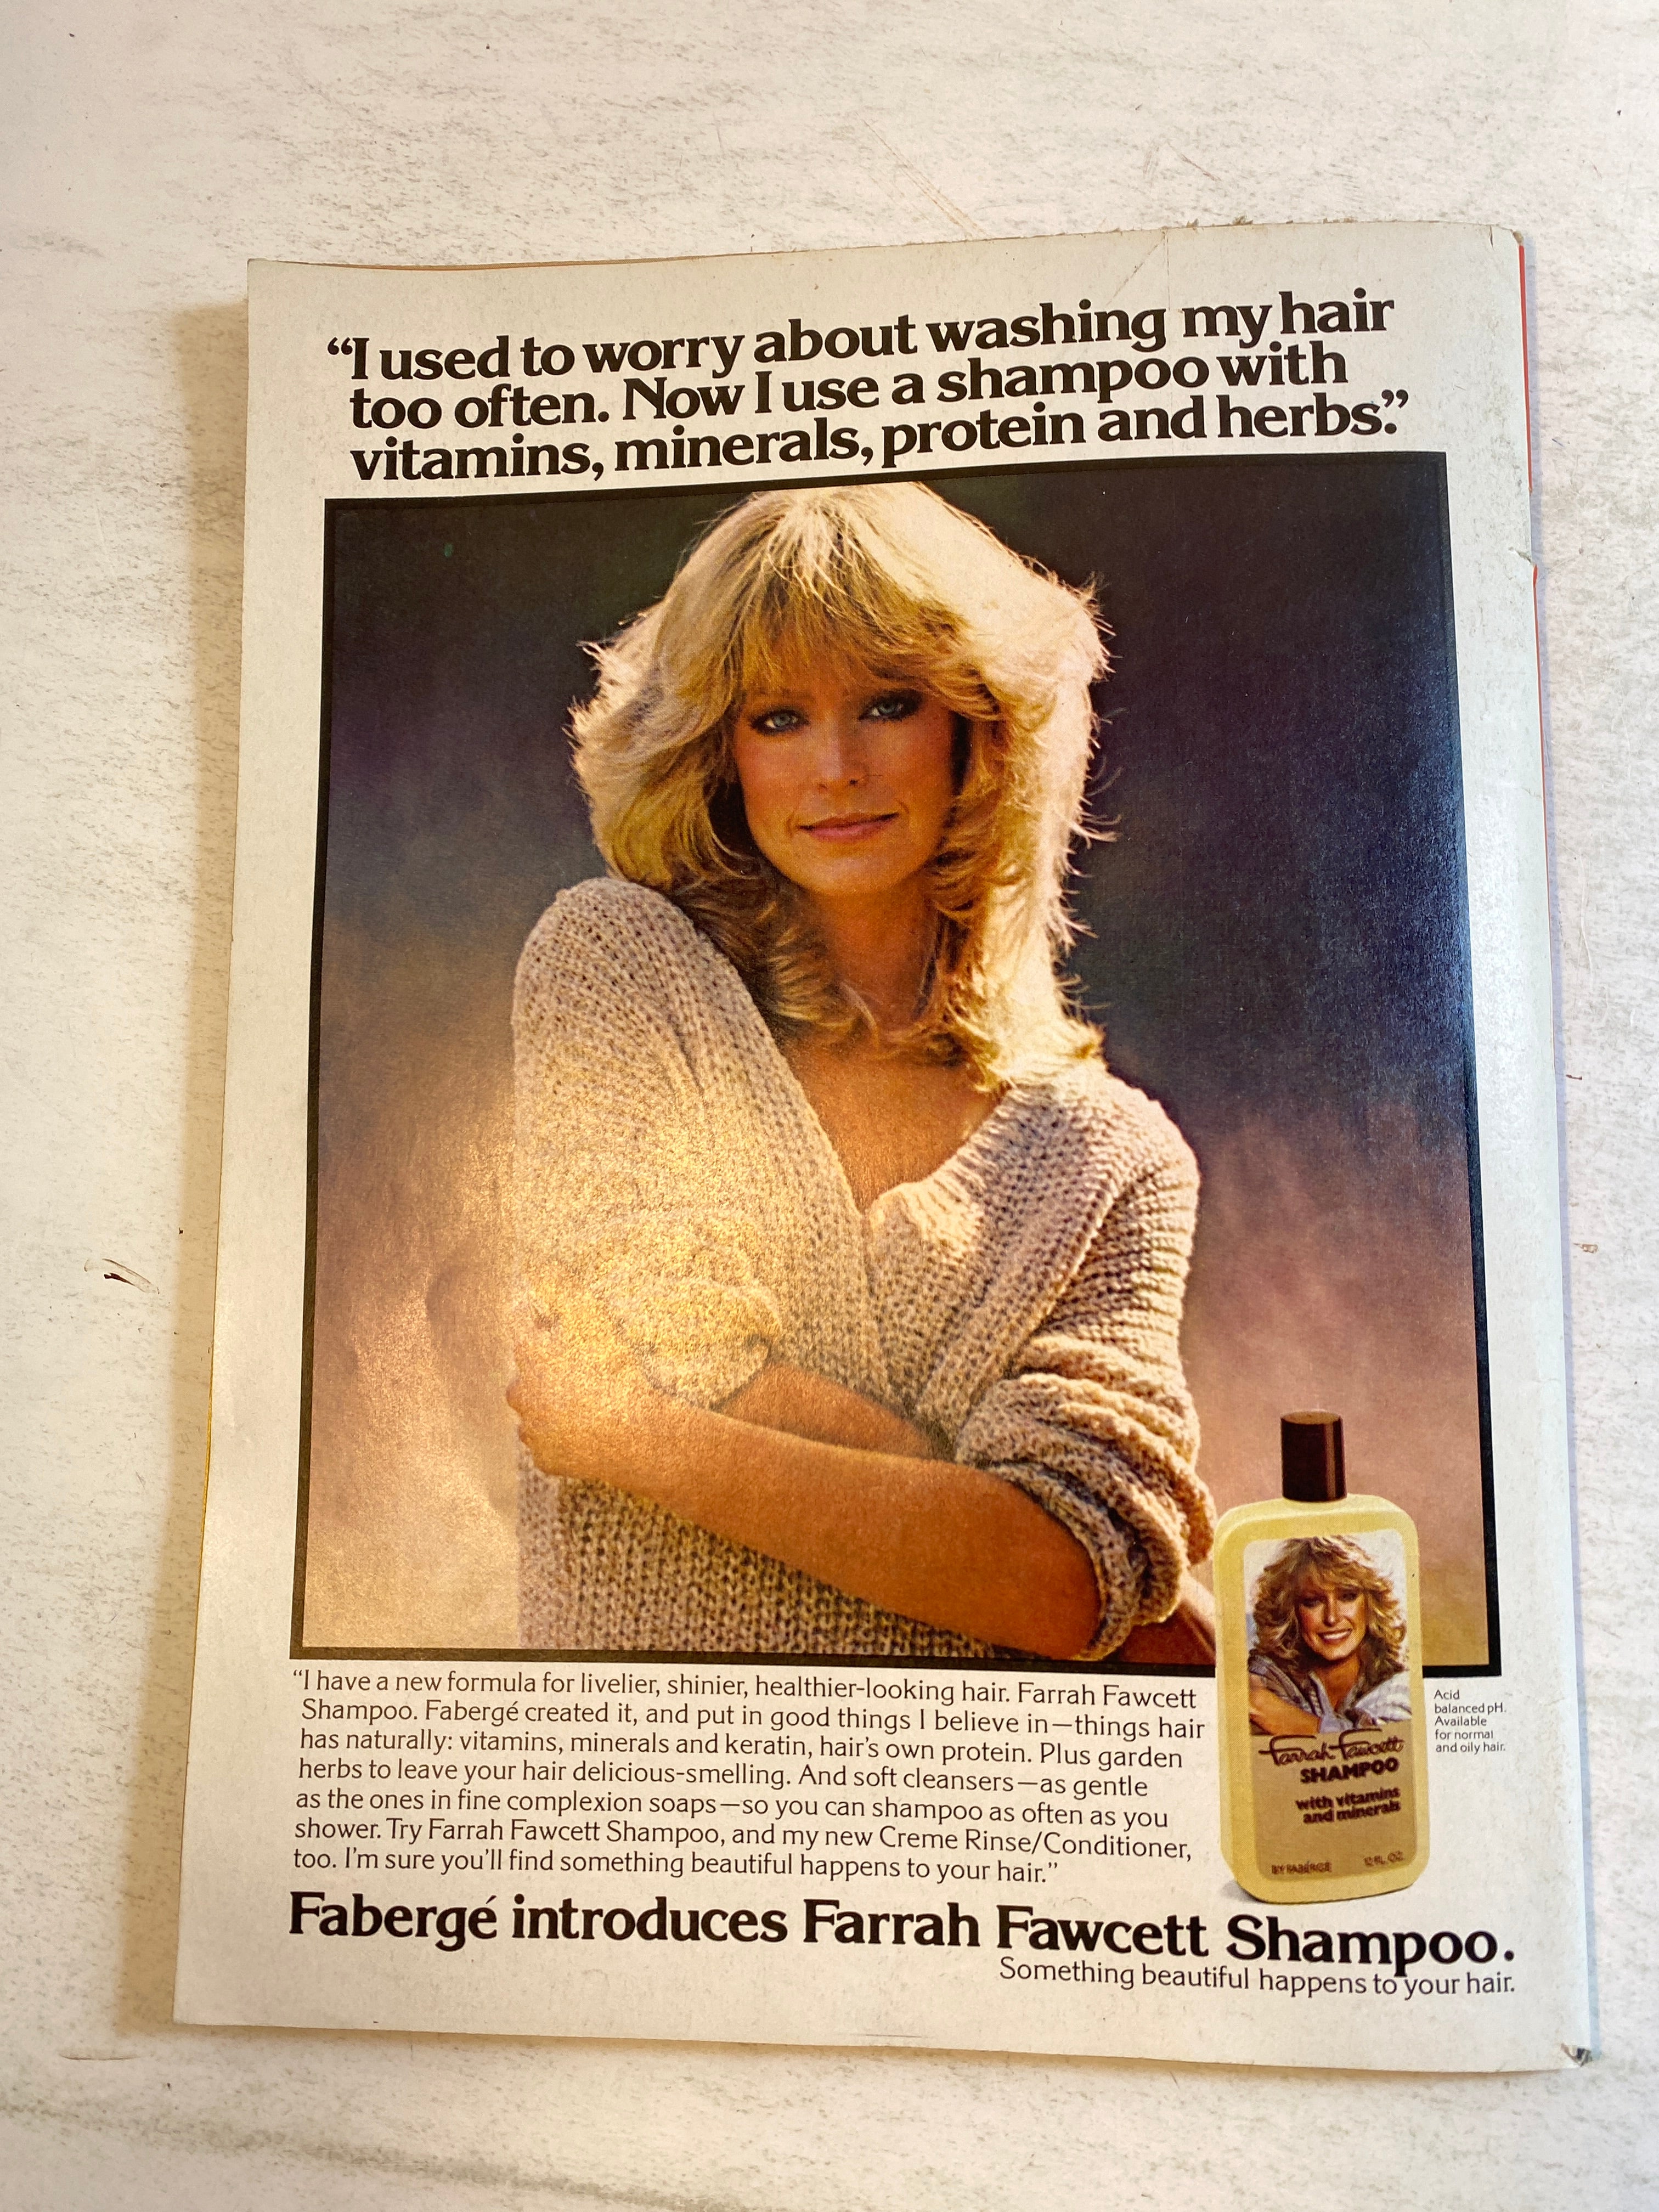 “I used to worry about washing my hair
too often. Now I use a shampoo with
vitamins, minerals, protein and herbs.”
“I have a new formula for livelier, shinier, healthier-looking hair. Farrah Fawcett
Shampoo. Fabergé created it, and put in good things I believe in—things hair
has naturally: vitamins, minerals and keratin, hair’s own protein. Plus garden
herbs to leave your hair delicious-smelling. And soft cleansers—as gentle
as the ones in fine complexion soaps—so you can shampoo as often as you
shower. Try Farrah Fawcett Shampoo, and my new Creme Rinse/Conditioner,
too. I’m sure you’ll find something beautiful happens to your hair.”
Farrah Fawcett
SHAMPOO
with vitamins
and minerals
BY FABERGÉ 12 FL. OZ.
Acid
balanced pH.
Available
for normal
and oily hair.
Fabergé introduces Farrah Fawcett Shampoo.
Something beautiful happens to your hair.